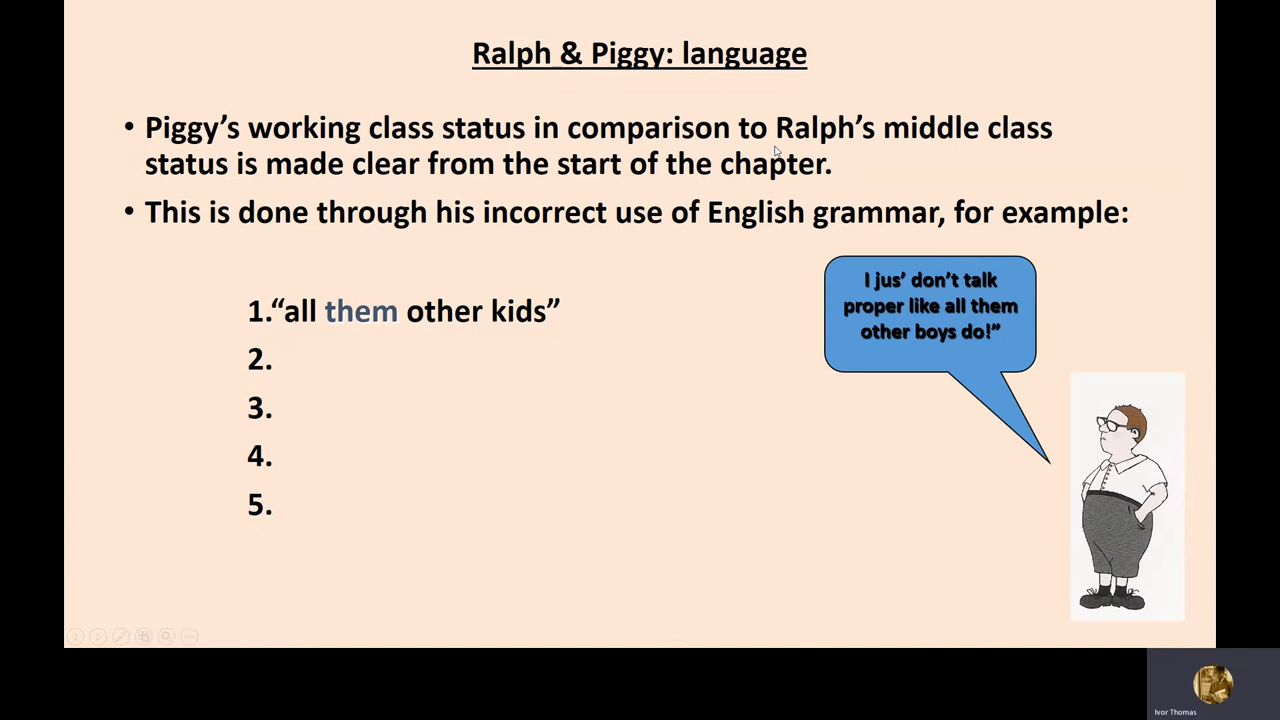 Ralph & Piggy: language
• Piggy’s working class status in comparison to Ralph’s middle class
status is made clear from the start of the chapter.
• This is done through his incorrect use of English grammar, for example:
1.“all them other kids”
2.
3.
4.
5.
I jus’ don’t talk
proper like all them
other boys do!”
Ivor Thomas